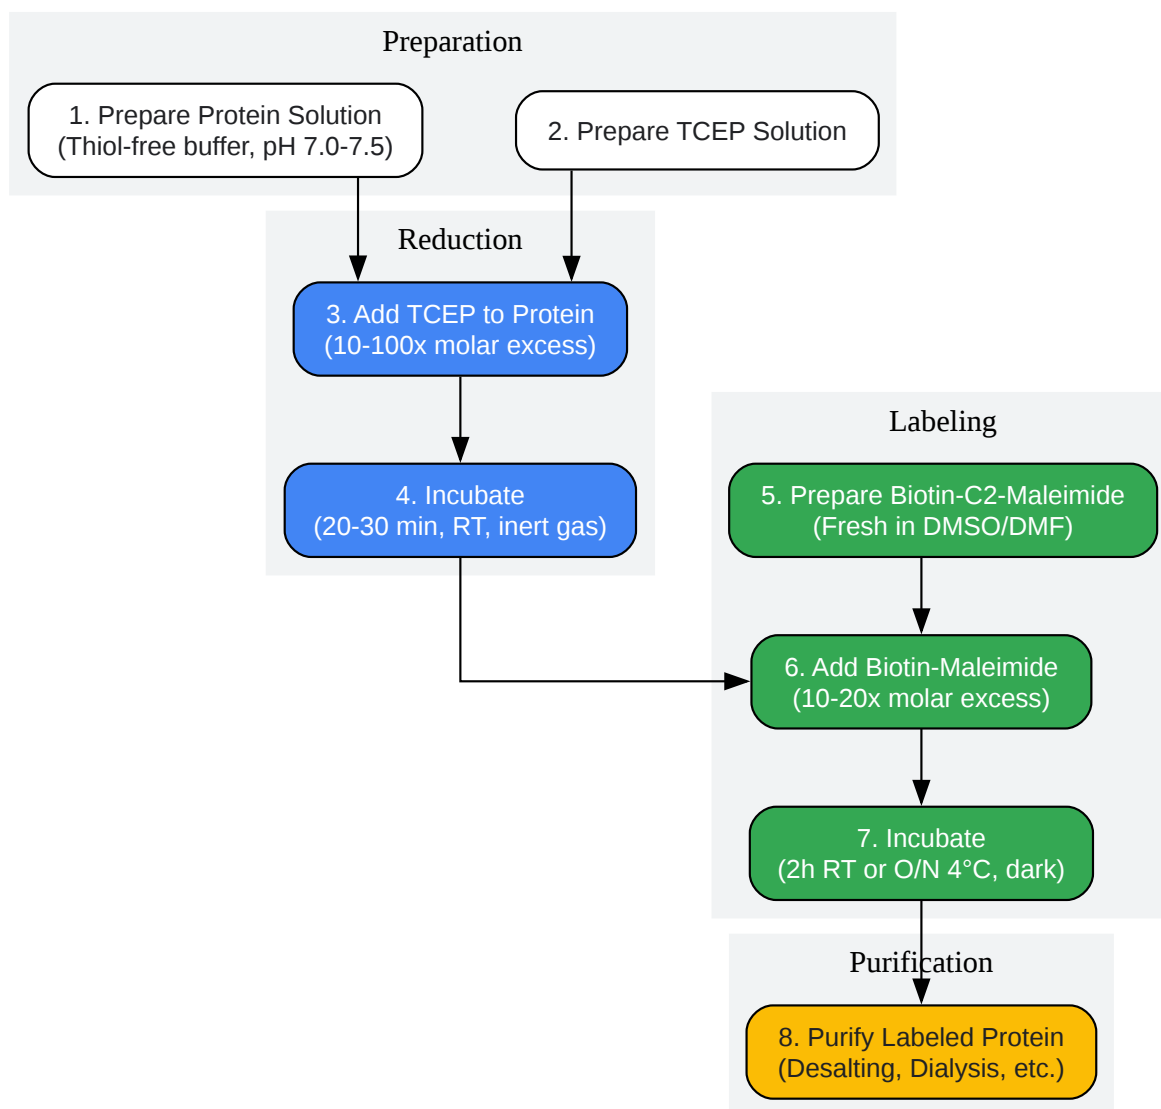 Preparation
1. Prepare Protein Solution
(Thiol-free buffer, pH 7.0-7.5)
2. Prepare TCEP Solution
Reduction
3. Add TCEP to Protein
(10-100x molar excess)
4. Incubate
(20-30 min, RT, inert gas)
Labeling
5. Prepare Biotin-C2-Maleimide
(Fresh in DMSO/DMF)
6. Add Biotin-Maleimide
(10-20x molar excess)
7. Incubate
(2h RT or O/N 4°C, dark)
Purification
8. Purify Labeled Protein
(Desalting, Dialysis, etc.)